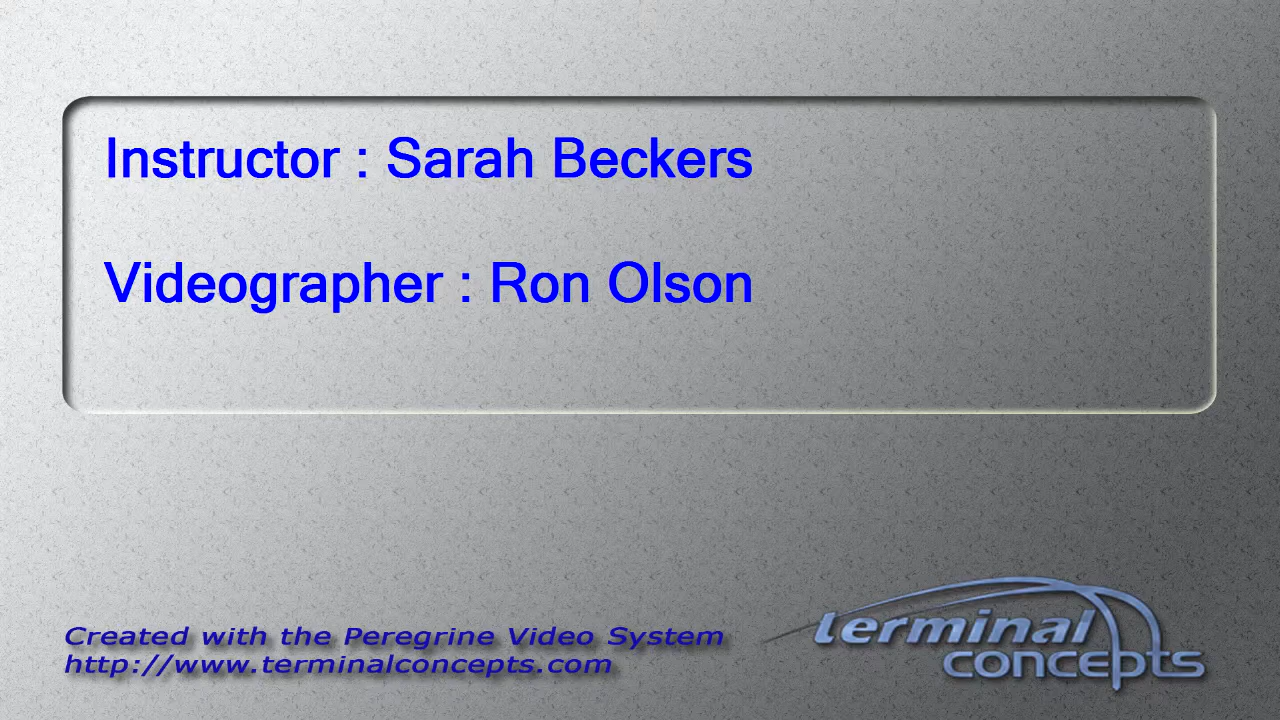 Instructor : Sarah Beckers
Videographer : Ron Olson
Created with the Peregrine Video System
http://www.terminalconcepts.com
terminal
concepts